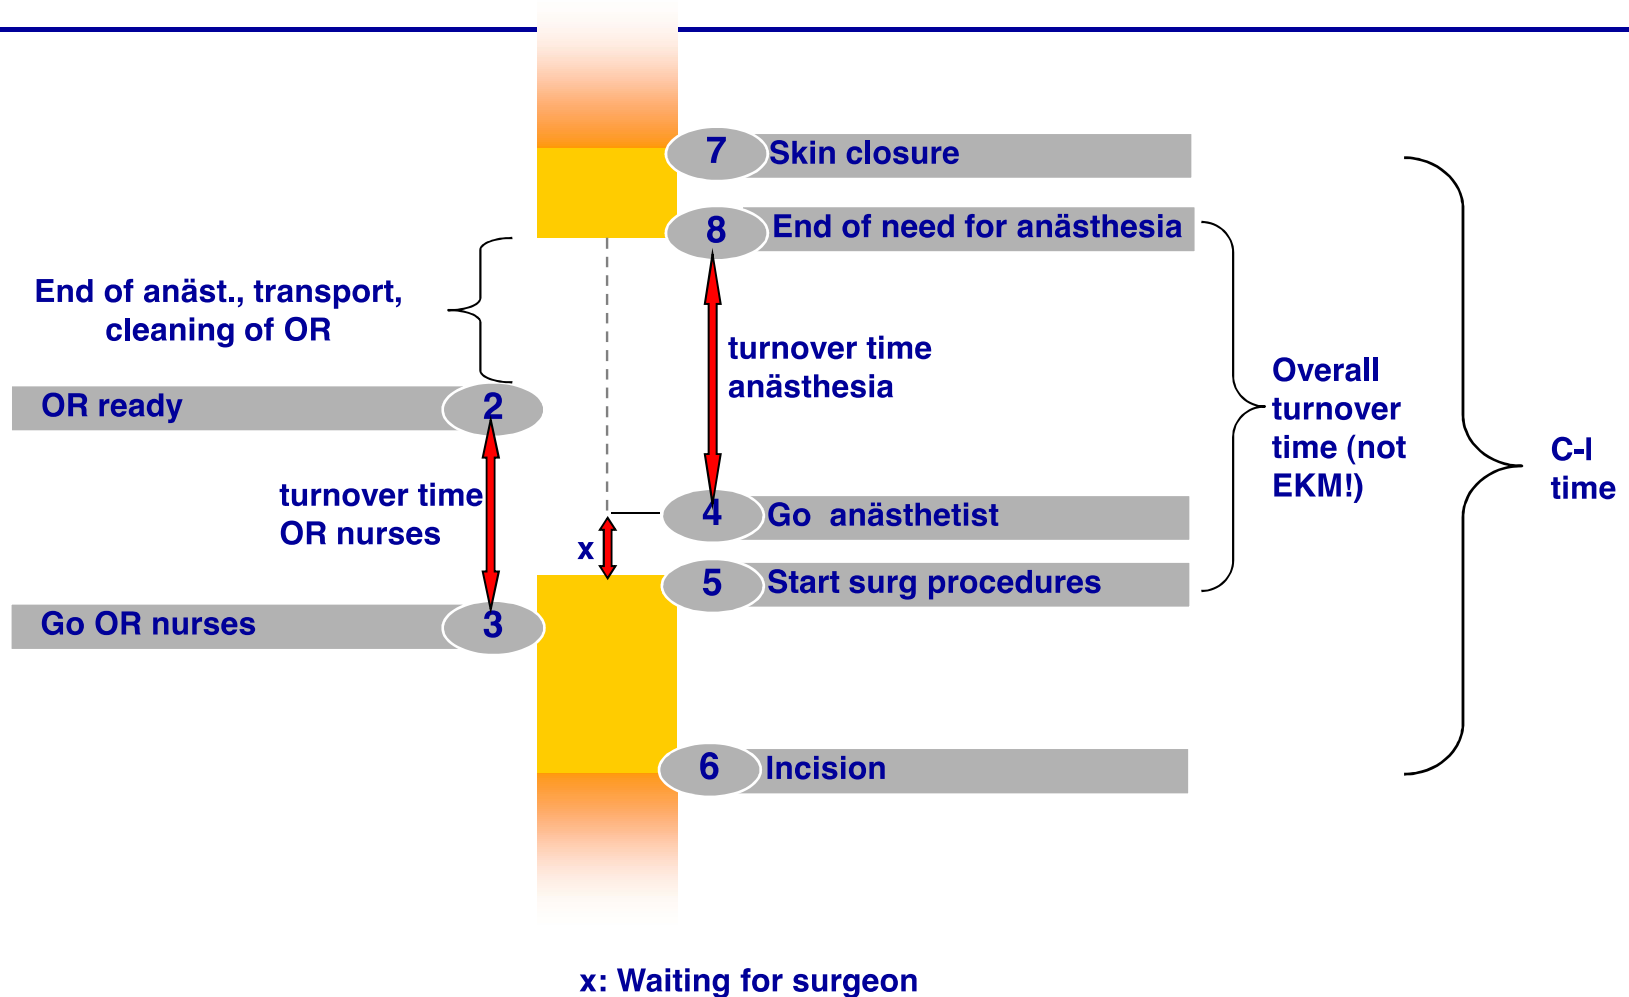 7 Skin closure
8 End of need for anästhesia
End of anäst., transport,
cleaning of OR
turnover time
anästhesia
Overall
turnover
time (not
EKM!)
C-I
time
OR ready 2
turnover time
OR nurses
4 Go anästhetist
x
5 Start surg procedures
Go OR nurses 3
6 Incision
x: Waiting for surgeon